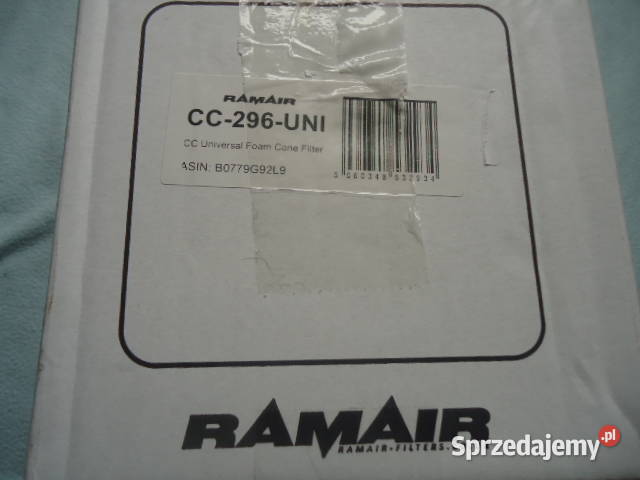 RAMAIR
CC-296-UNI
CC Universal Foam Cone Filter
ASIN: B0779G92L9
RAMAIR
RAMAIR-FILTERS.
Sprzedajemy.pl